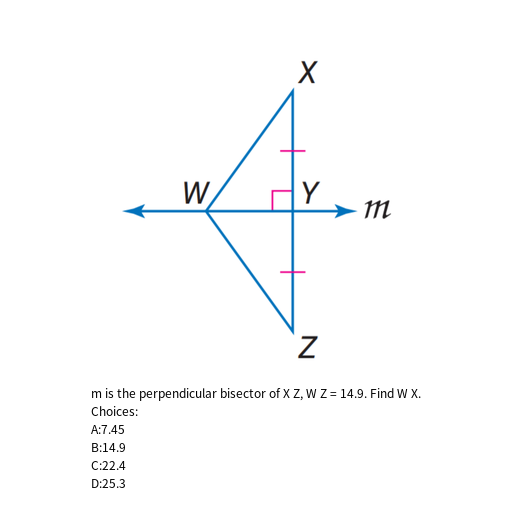 X
W
Y
m
Z
m is the perpendicular bisector of X Z, W Z = 14.9. Find W X.
Choices:
A:7.45
B:14.9
C:22.4
D:25.3